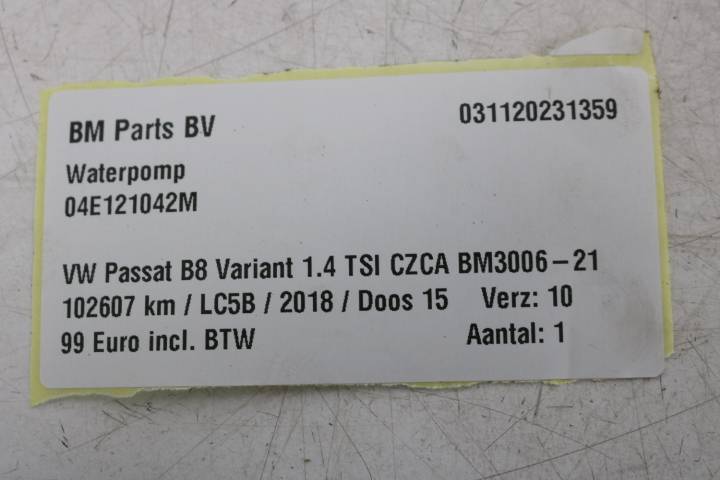 BM Parts BV 031120231359
Waterpomp
04E121042M
VW Passat B8 Variant 1.4 TSI CZCA BM3006-21
102607 km / LC5B / 2018 / Doos 15 Verz: 10
99 Euro incl. BTW Aantal: 1